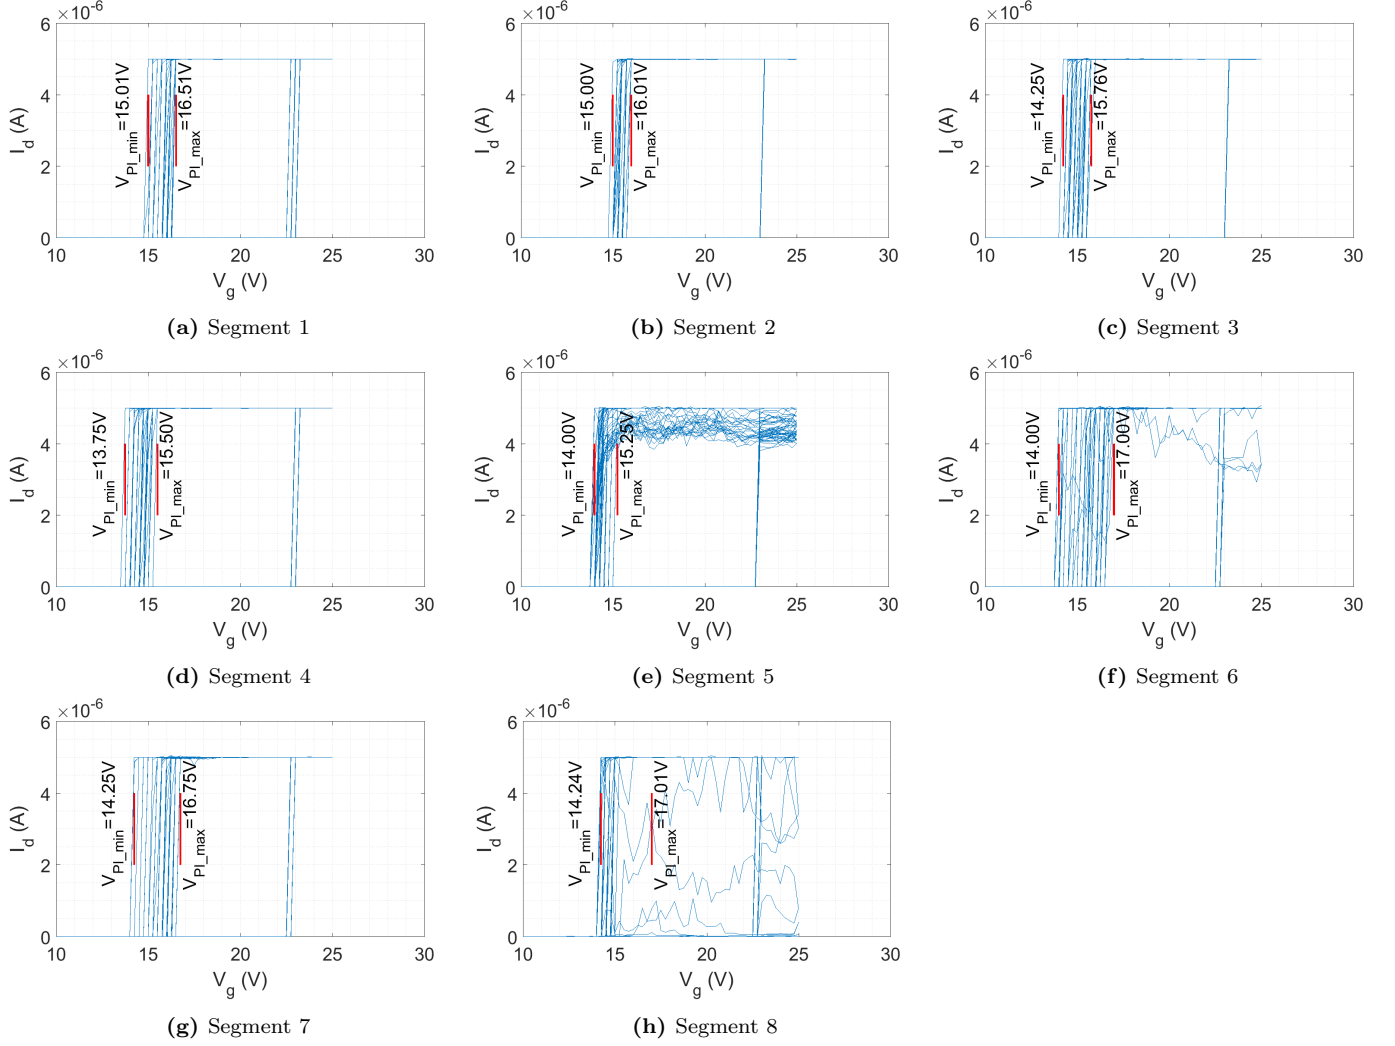 ×10⁻⁶
6
4
2
0
I_d (A)
V_PI_min=15.01V
V_PI_max=16.51V
10 15 20 25 30
V_g (V)
(a) Segment 1
×10⁻⁶
6
4
2
0
I_d (A)
V_PI_min=15.00V
V_PI_max=16.01V
10 15 20 25 30
V_g (V)
(b) Segment 2
×10⁻⁶
6
4
2
0
I_d (A)
V_PI_min=14.25V
V_PI_max=15.76V
10 15 20 25 30
V_g (V)
(c) Segment 3
×10⁻⁶
6
4
2
0
I_d (A)
V_PI_min=13.75V
V_PI_max=15.50V
10 15 20 25 30
V_g (V)
(d) Segment 4
×10⁻⁶
6
4
2
0
I_d (A)
V_PI_min=14.00V
V_PI_max=15.25V
10 15 20 25 30
V_g (V)
(e) Segment 5
×10⁻⁶
6
4
2
0
I_d (A)
V_PI_min=14.00V
V_PI_max=17.00V
10 15 20 25 30
V_g (V)
(f) Segment 6
×10⁻⁶
6
4
2
0
I_d (A)
V_PI_min=14.25V
V_PI_max=16.75V
10 15 20 25 30
V_g (V)
(g) Segment 7
×10⁻⁶
6
4
2
0
I_d (A)
V_PI_min=14.24V
V_PI_max=17.01V
10 15 20 25 30
V_g (V)
(h) Segment 8